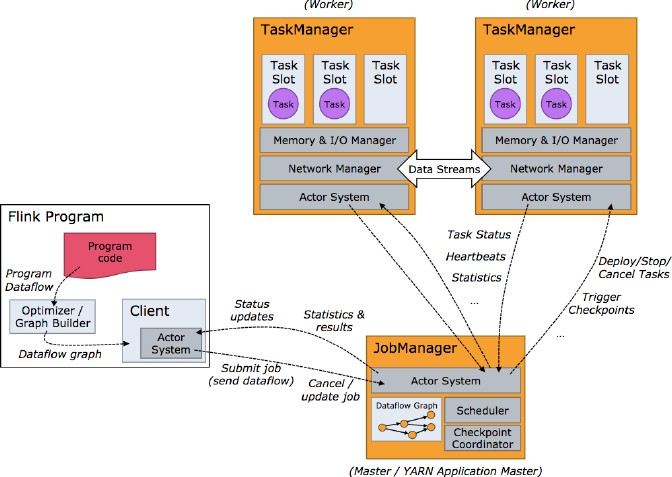 (Worker)
(Worker)
TaskManager
TaskManager
Task
Slot
Task
Slot
Task
Slot
Task
Slot
Task
Slot
Task
Slot
Task
Task
Task
Task
Memory & I/O Manager
Memory & I/O Manager
Network Manager
Data Streams
Network Manager
Actor System
Actor System
Flink Program
Program
code
Program
Dataflow
Optimizer /
Graph Builder
Dataflow graph
Client
Actor
System
Task Status
Heartbeats
Statistics
...
Deploy/Stop/
Cancel Tasks
Trigger
Checkpoints
...
Status
updates
Statistics &
results
Submit job
(send dataflow)
Cancel /
update job
JobManager
Actor System
Dataflow Graph
Scheduler
Checkpoint
Coordinator
(Master / YARN Application Master)